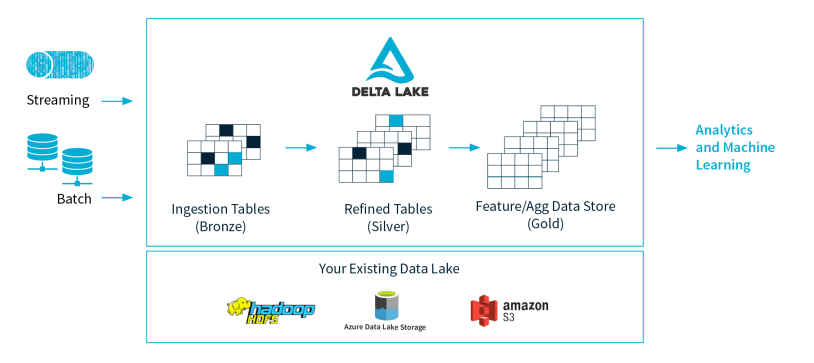 DELTA LAKE
Streaming
Batch
Ingestion Tables
(Bronze)
Refined Tables
(Silver)
Feature/Agg Data Store
(Gold)
Analytics
and Machine
Learning
Your Existing Data Lake
hadoop
HDFS
Azure Data Lake Storage
amazon
S3